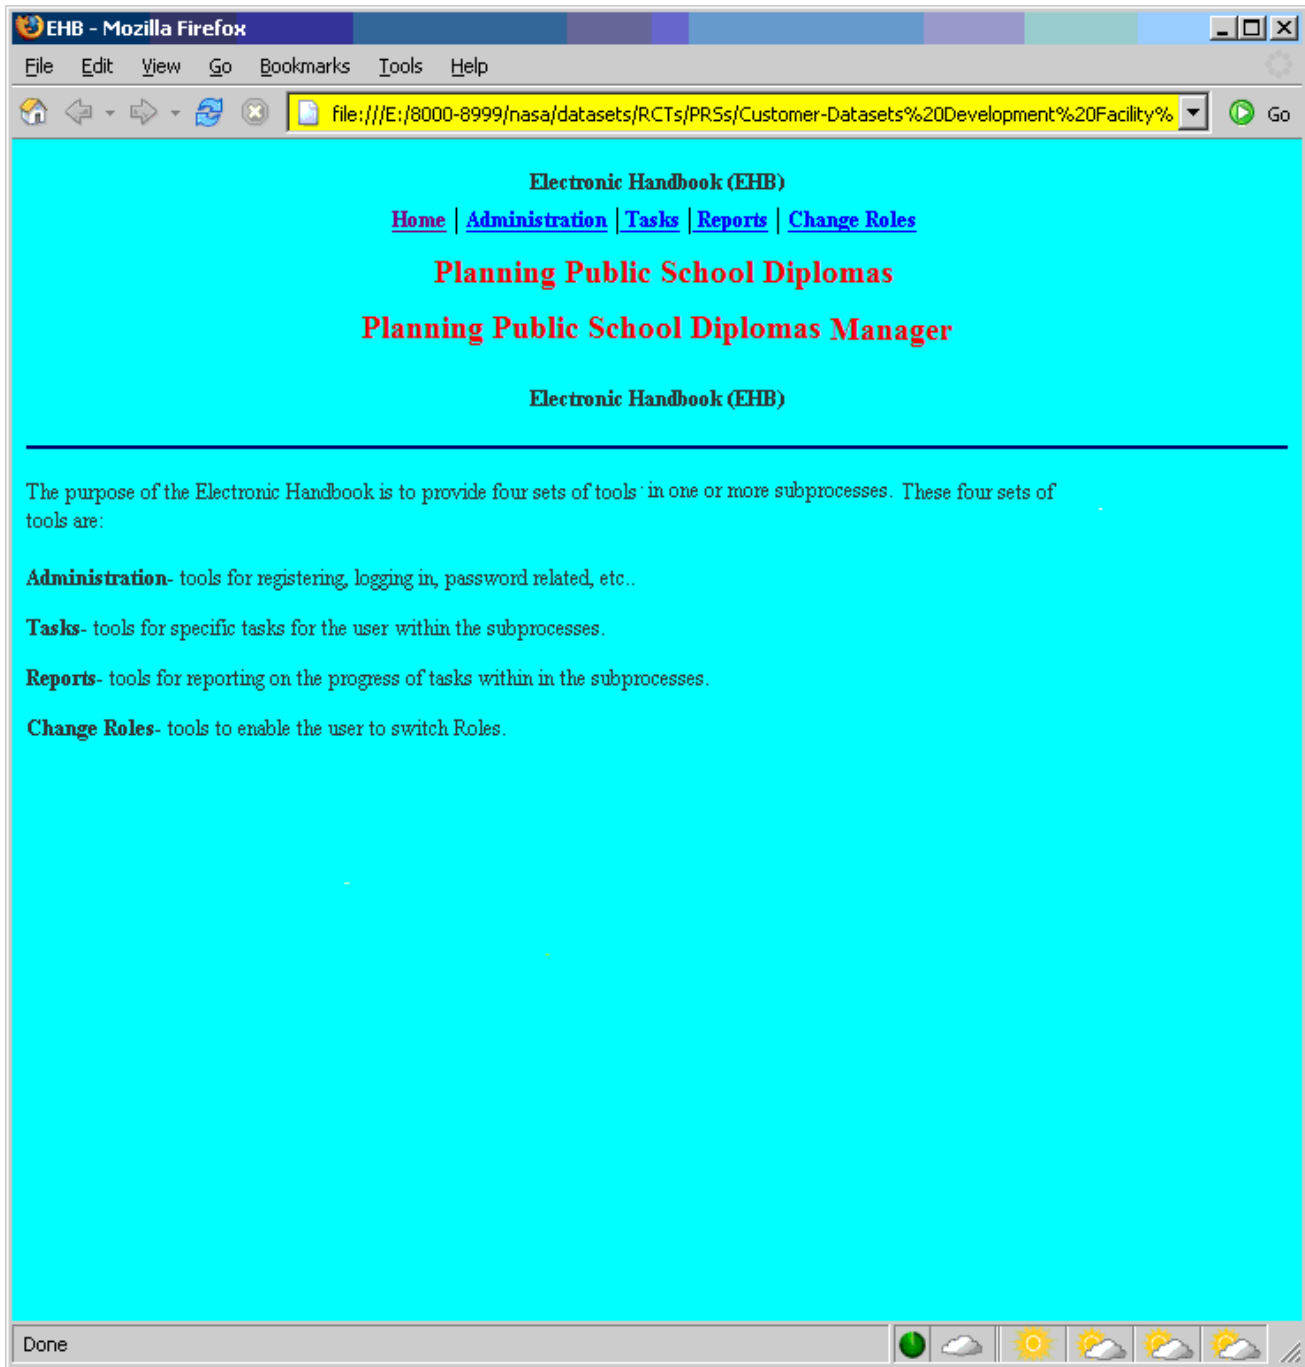 EHB - Mozilla Firefox
File Edit View Go Bookmarks Tools Help
file:///E:/8000-8999/nasa/datasets/RCTs/PRSs/Customer-Datasets%20Development%20Facility% Go
Electronic Handbook (EHB)
Home | Administration | Tasks | Reports | Change Roles
Planning Public School Diplomas
Planning Public School Diplomas Manager
Electronic Handbook (EHB)
The purpose of the Electronic Handbook is to provide four sets of tools in one or more subprocesses. These four sets of
tools are:
Administration- tools for registering, logging in, password related, etc..
Tasks- tools for specific tasks for the user within the subprocesses.
Reports- tools for reporting on the progress of tasks within in the subprocesses.
Change Roles- tools to enable the user to switch Roles.
Done